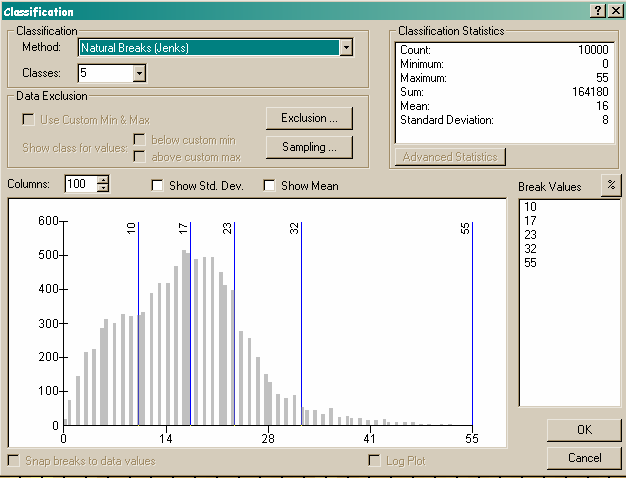 Classification
Classification
Method: Natural Breaks (Jenks)
Classes: 5
Data Exclusion
Use Custom Min & Max
Exclusion ...
Show class for values:
below custom min
above custom max
Sampling ...
Classification Statistics
Count: 10000
Minimum: 0
Maximum: 55
Sum: 164180
Mean: 16
Standard Deviation: 8
Advanced Statistics
Columns: 100
Show Std. Dev.
Show Mean
Break Values
%
10
17
23
32
55
600
500
400
300
200
100
0
10
17
23
32
55
0
14
28
41
55
OK
Cancel
Snap breaks to data values
Log Plot